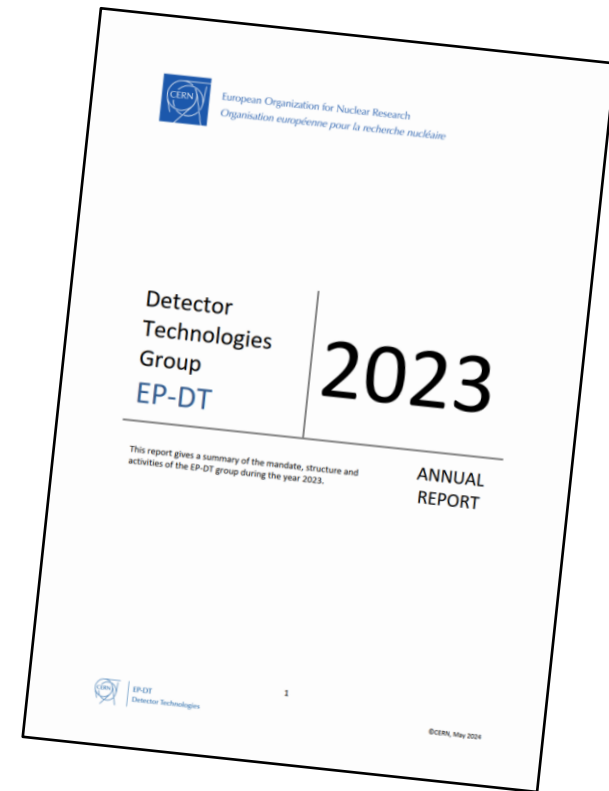 CERN
European Organization for Nuclear Research
Organisation européenne pour la recherche nucléaire
Detector
Technologies
Group
EP-DT
2023
This report gives a summary of the mandate, structure and
activities of the EP-DT group during the year 2023.
ANNUAL
REPORT
CERN
EP-DT
Detector Technologies
1
©CERN, May 2024